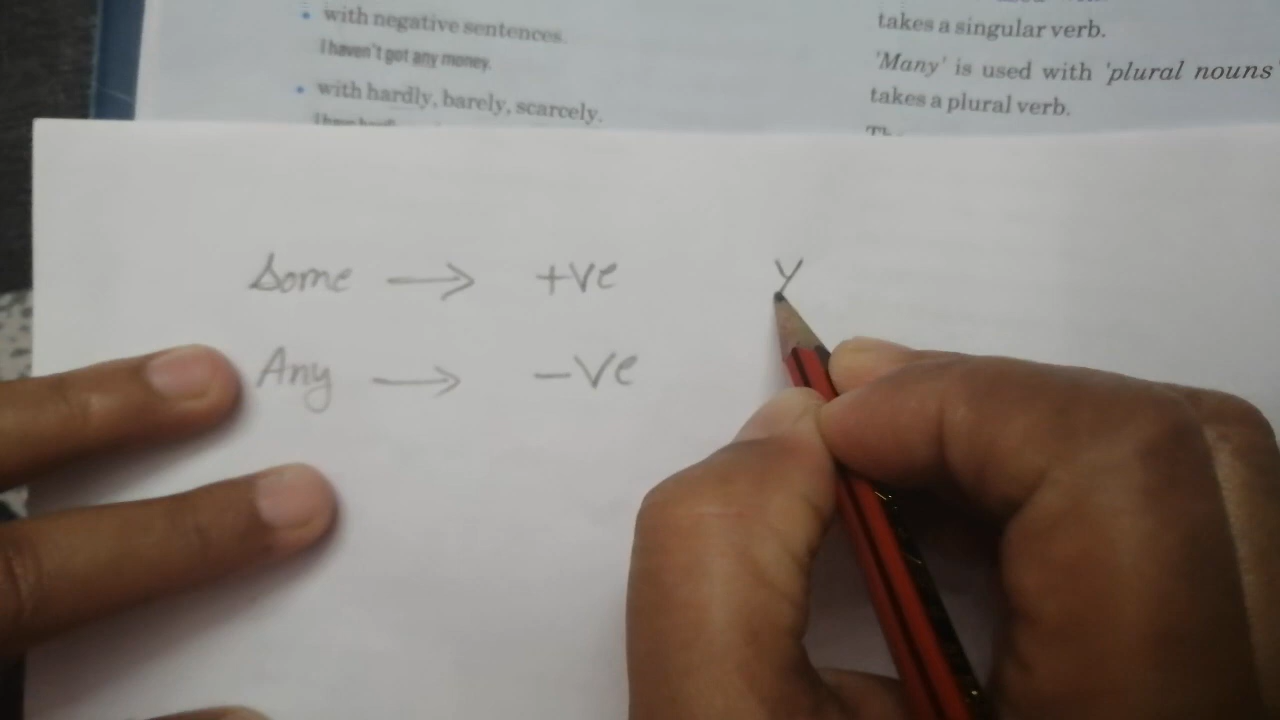 with negative sentences.
I haven't got any money.
with hardly, barely, scarcely.
takes a singular verb.
'Many' is used with 'plural nouns'
takes a plural verb.
Some → +ve y
Any → -ve